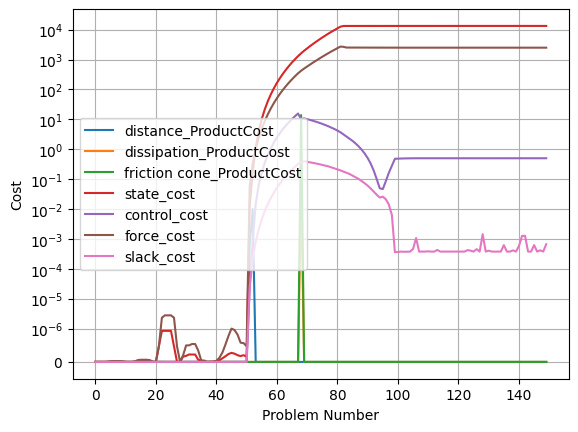 10⁴
10³
10²
10¹
10⁰
10⁻¹
10⁻²
10⁻³
10⁻⁴
10⁻⁵
10⁻⁶
0
Cost
distance_ProductCost
dissipation_ProductCost
friction cone_ProductCost
state_cost
control_cost
force_cost
slack_cost
0 20 40 60 80 100 120 140
Problem Number